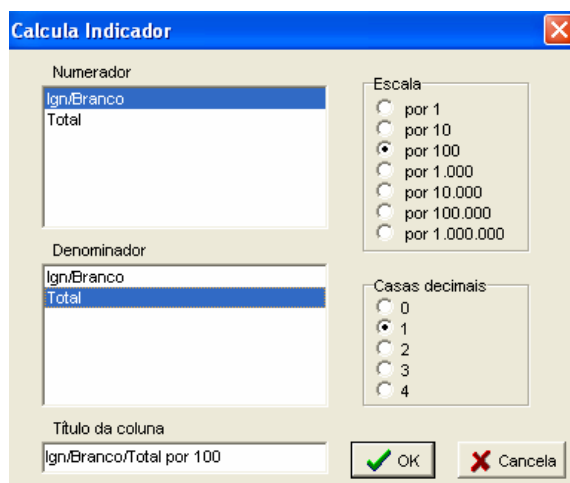 Calcula Indicador
Numerador
Ign/Branco
Total
Denominador
Ign/Branco
Total
Título da coluna
Ign/Branco/Total por 100
Escala
por 1
por 10
por 100
por 1.000
por 10.000
por 100.000
por 1.000.000
Casas decimais
0
1
2
3
4
OK
Cancela